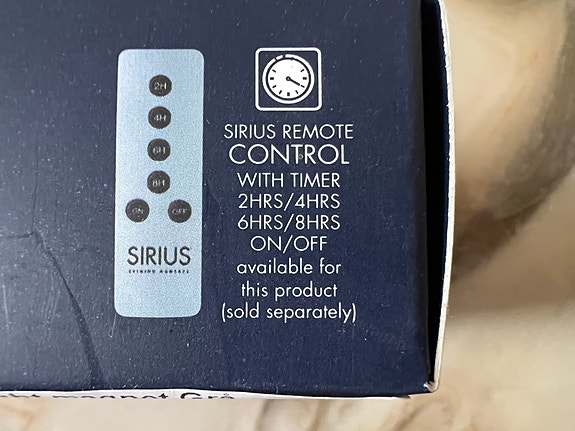 2H
4H
6H
8H
ON OFF
SIRIUS
SIRIUS REMOTE
CONTROL
WITH TIMER
2HRS/4HRS
6HRS/8HRS
ON/OFF
available for
this product
(sold separately)